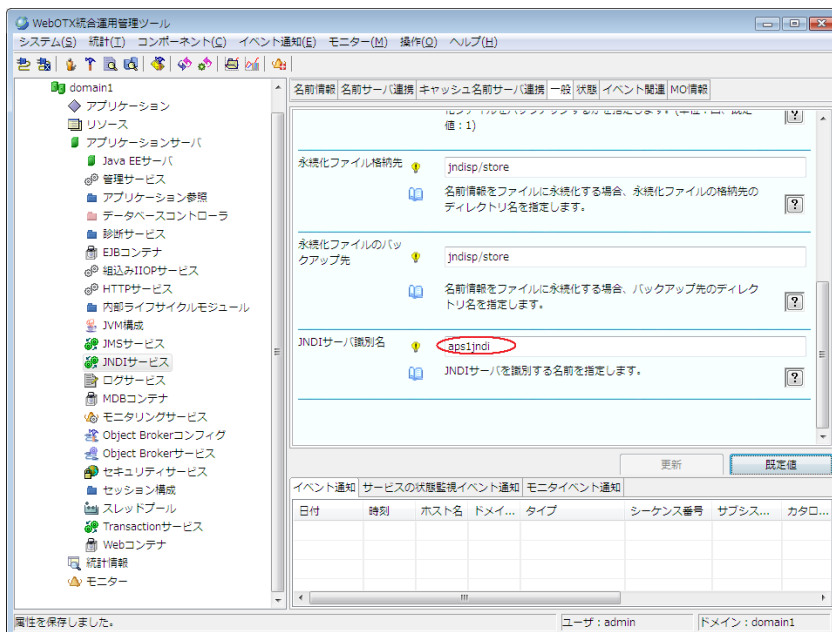 WebOTX統合運用管理ツール
システム(S) 統計(T) コンポーネント(C) イベント通知(E) モニター(M) 操作(O) ヘルプ(H)
domain1
アプリケーション
リソース
アプリケーションサーバ
Java EEサーバ
管理サービス
アプリケーション参照
データベースコントローラ
診断サービス
EJBコンテナ
組込みIIOPサービス
HTTPサービス
内部ライフサイクルモジュール
JVM構成
JMSサービス
JNDIサービス
ログサービス
MDBコンテナ
モニタリングサービス
Object Brokerコンフィグ
Object Brokerサービス
セキュリティサービス
セッション構成
スレッドプール
Transactionサービス
Webコンテナ
統計情報
モニター
名前情報 名前サーバ連携 キャッシュ名前サーバ連携 一般 状態 イベント関連 MO情報
値:1)
永続化ファイル格納先
jndisp/store
名前情報をファイルに永続化する場合、永続化ファイルの格納先の
ディレクトリ名を指定します。
永続化ファイルのバッ
クアップ先
jndisp/store
名前情報をファイルに永続化する場合、バックアップ先のディレク
トリ名を指定します。
JNDIサーバ識別名
aps1jndi
JNDIサーバを識別する名前を指定します。
更新 既定値
イベント通知 サービスの状態監視イベント通知 モニタイベント通知
日付 時刻 ホスト名 ドメイ... タイプ シーケンス番号 サブシス... カタロ...
属性を保存しました。 ユーザ : admin ドメイン : domain1